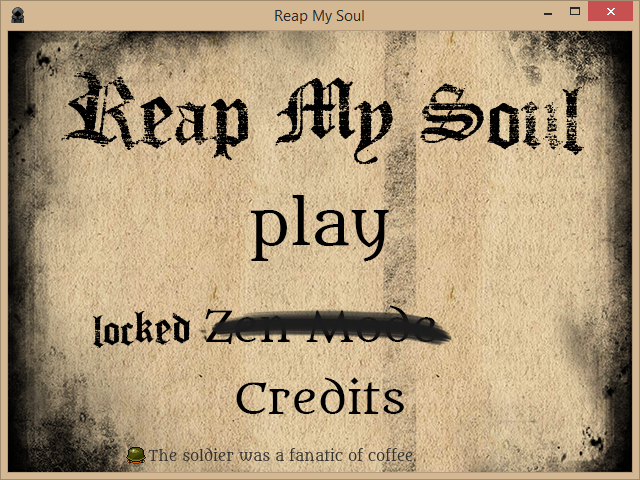 Reap My Soul
Reap My Soul
play
locked Zen Mode
Credits
The soldier was a fanatic of coffee.